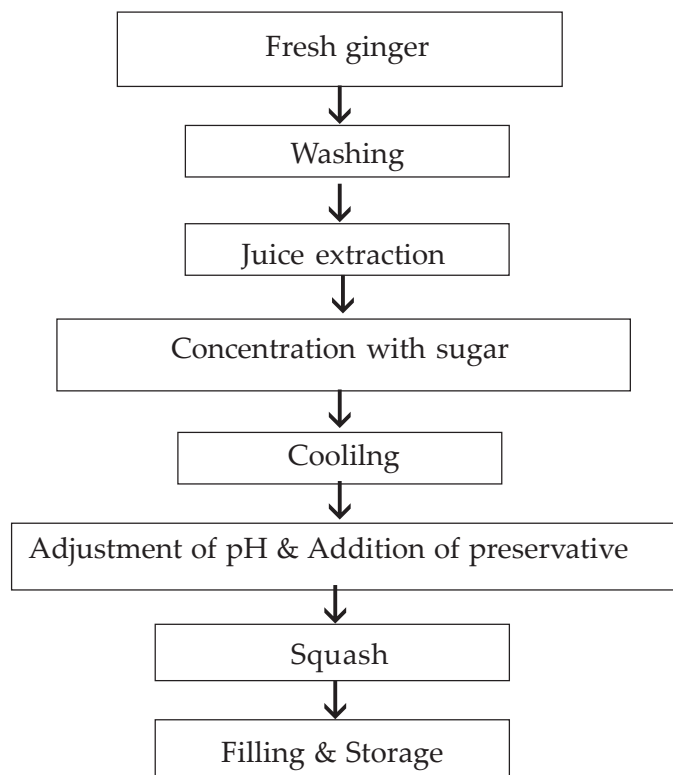 Fresh ginger
Washing
Juice extraction
Concentration with sugar
Coolilng
Adjustment of pH & Addition of preservative
Squash
Filling & Storage